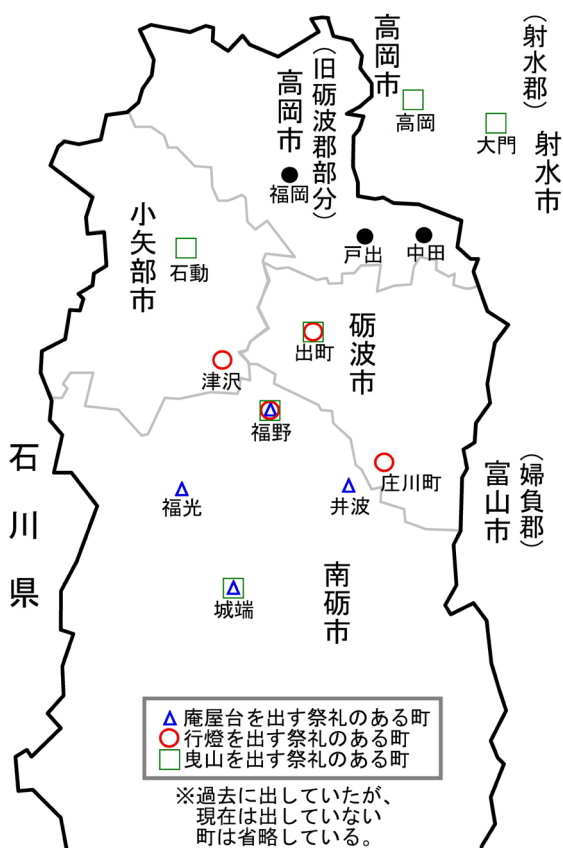 高岡市
（射水郡）
射水市
高岡
大門
高岡市
（旧砺波郡部分）
福岡
戸出
中田
小矢部市
石動
津沢
出町
砺波市
福野
庄川町
福光
井波
石川県
富山市
（婦負郡）
城端
南砺市
庵屋台を出す祭礼のある町
行燈を出す祭礼のある町
曳山を出す祭礼のある町
※過去に出していたが、
現在は出していない
町は省略している。